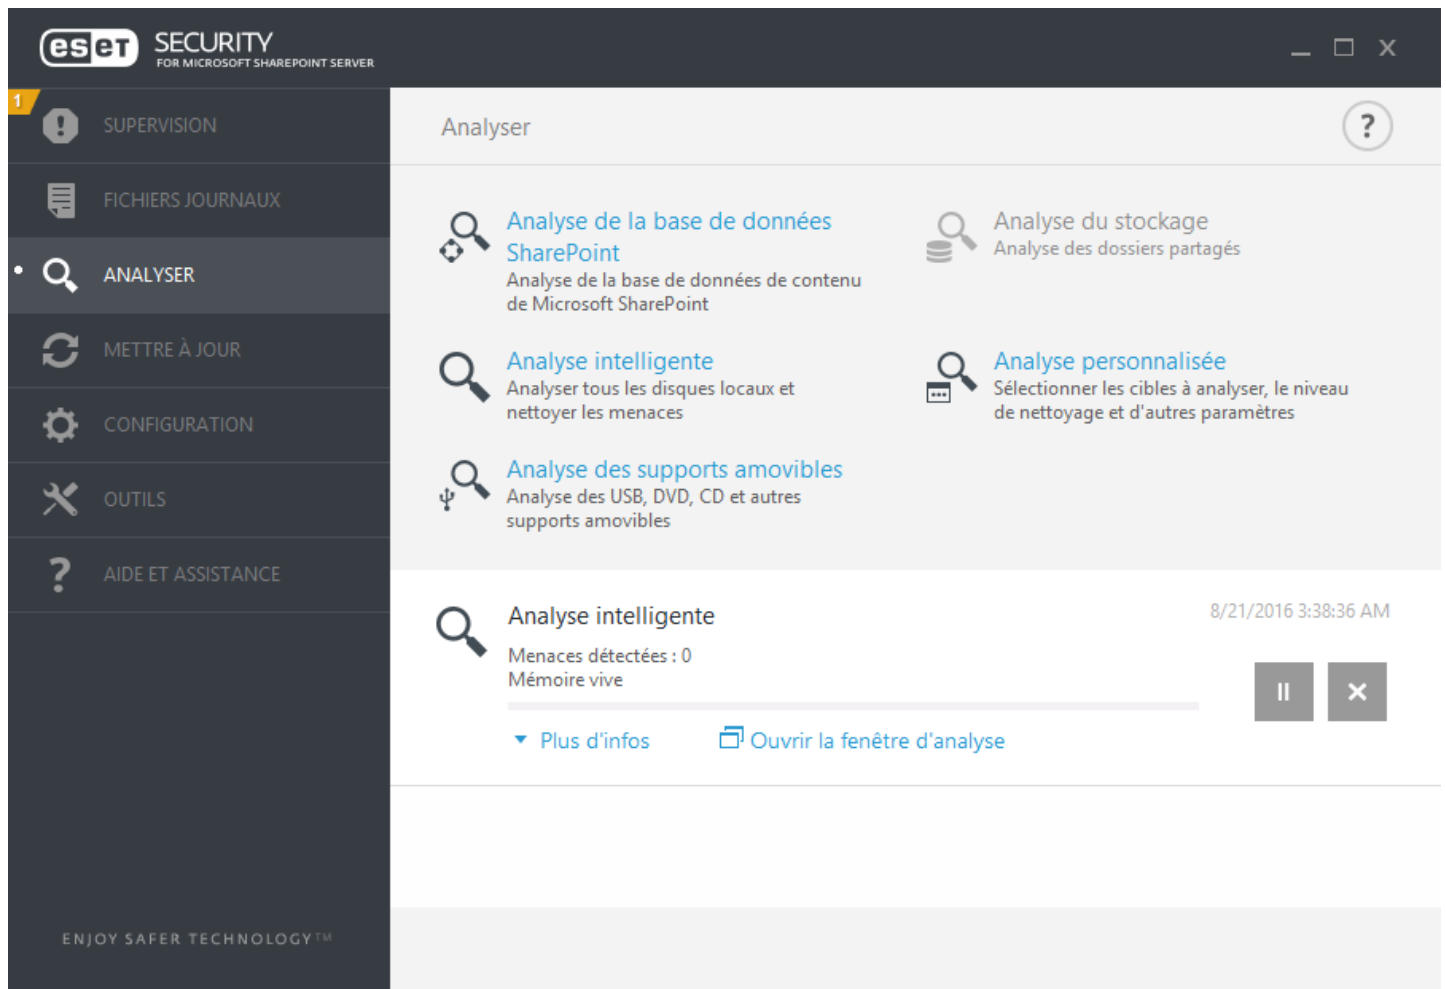 eset SECURITY
FOR MICROSOFT SHAREPOINT SERVER
1
SUPERVISION
FICHIERS JOURNAUX
ANALYSER
METTRE À JOUR
CONFIGURATION
OUTILS
AIDE ET ASSISTANCE
ENJOY SAFER TECHNOLOGY™
Analyser
?
Analyse de la base de données
SharePoint
Analyse de la base de données de contenu
de Microsoft SharePoint
Analyse du stockage
Analyse des dossiers partagés
Analyse intelligente
Analyser tous les disques locaux et
nettoyer les menaces
Analyse personnalisée
Sélectionner les cibles à analyser, le niveau
de nettoyage et d'autres paramètres
Analyse des supports amovibles
Analyse des USB, DVD, CD et autres
supports amovibles
Analyse intelligente
8/21/2016 3:38:36 AM
Menaces détectées : 0
Mémoire vive
Plus d'infos
Ouvrir la fenêtre d'analyse